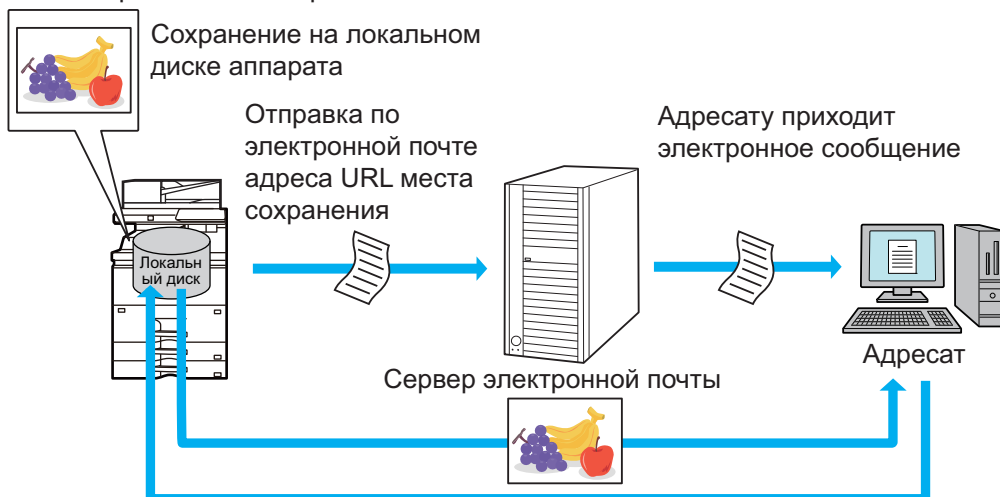 Сохранение на локальном
диске аппарата
Отправка по
электронной почте
адреса URL места
сохранения
Адресату приходит
электронное сообщение
Локальн
ый диск
Адресат
Сервер электронной почты